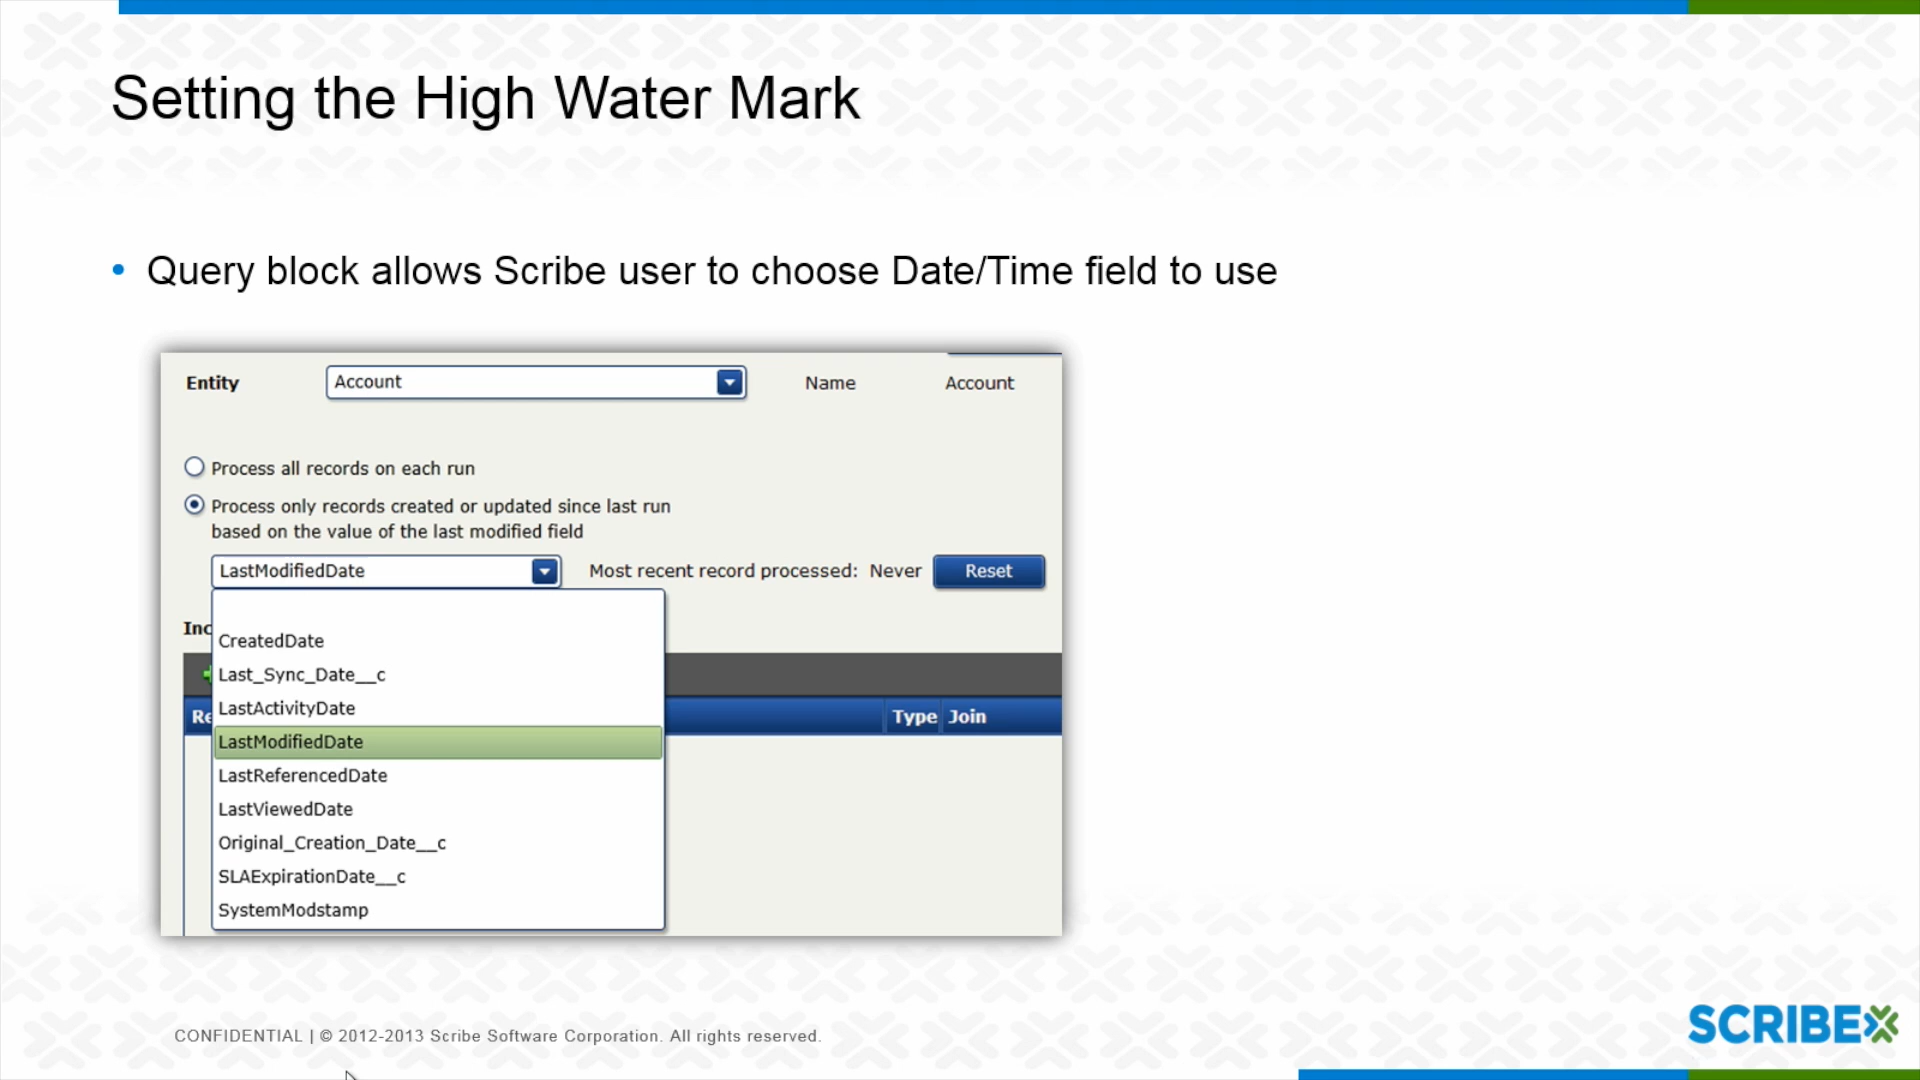 Setting the High Water Mark
• Query block allows Scribe user to choose Date/Time field to use
Entity Account Name Account
Process all records on each run
Process only records created or updated since last run
based on the value of the last modified field
LastModifiedDate Most recent record processed: Never Reset
Inc
CreatedDate
Last_Sync_Date__c
LastActivityDate
Re Type Join
LastModifiedDate
LastReferencedDate
LastViewedDate
Original_Creation_Date__c
SLAExpirationDate__c
SystemModstamp
CONFIDENTIAL | © 2012-2013 Scribe Software Corporation. All rights reserved.
SCRIBE